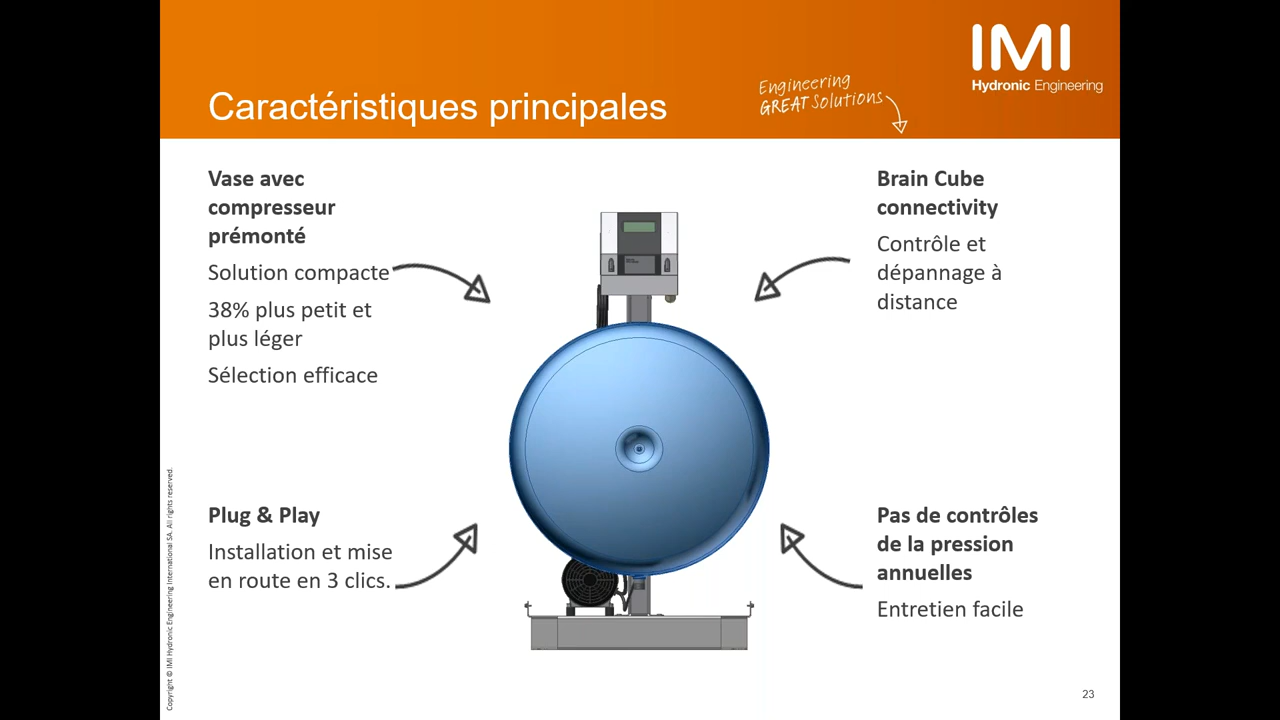 IMI
Hydronic Engineering
Engineering
GREAT Solutions
Caractéristiques principales
Vase avec
compresseur
prémonté
Solution compacte
38% plus petit et
plus léger
Sélection efficace
Brain Cube
connectivity
Contrôle et
dépannage à
distance
Plug & Play
Installation et mise
en route en 3 clics.
Pas de contrôles
de la pression
annuelles
Entretien facile
Copyright © IMI Hydronic Engineering International SA. All rights reserved.
23